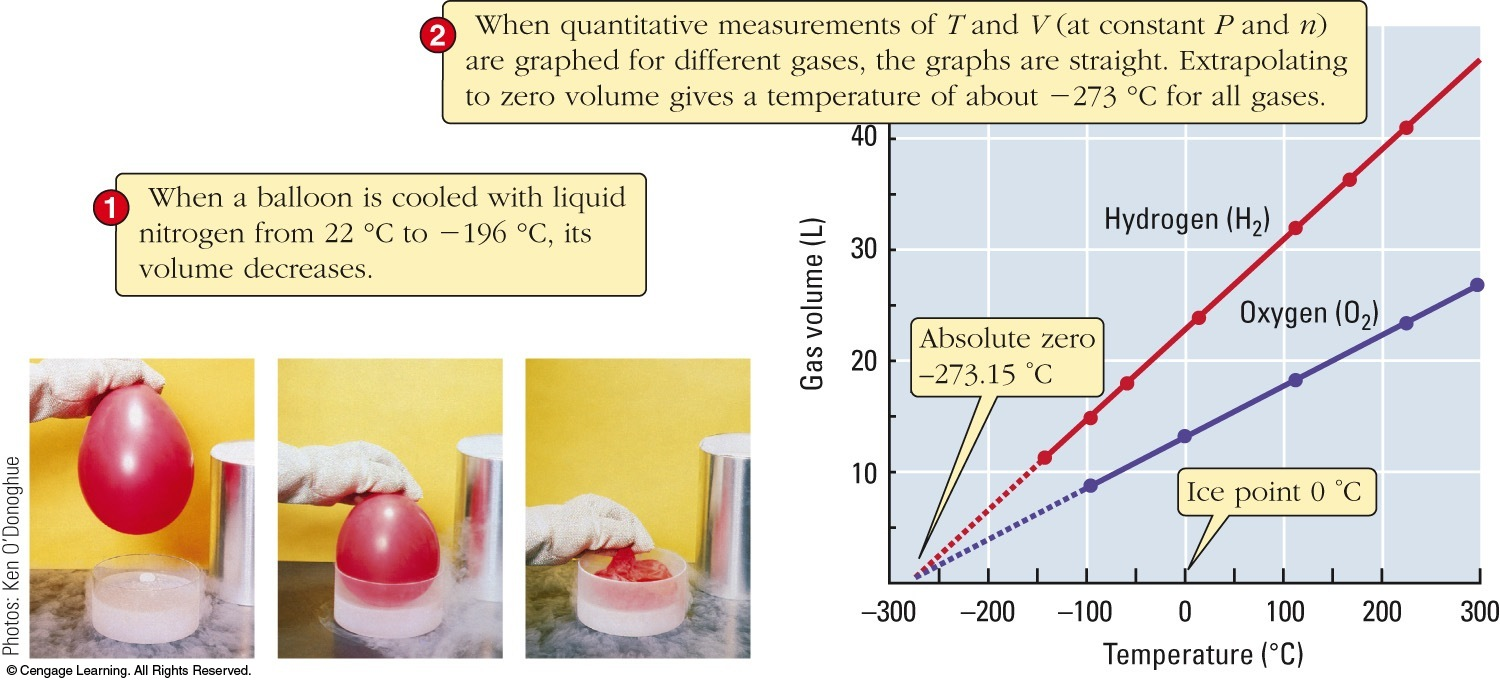 2 When quantitative measurements of T and V (at constant P and n)
are graphed for different gases, the graphs are straight. Extrapolating
to zero volume gives a temperature of about −273 °C for all gases.
1 When a balloon is cooled with liquid
nitrogen from 22 °C to −196 °C, its
volume decreases.
Photos: Ken O'Donoghue
© Cengage Learning. All Rights Reserved.
Gas volume (L)
40
30
20
10
Hydrogen (H₂)
Oxygen (O₂)
Absolute zero
–273.15 °C
Ice point 0 °C
–300 –200 –100 0 100 200 300
Temperature (°C)